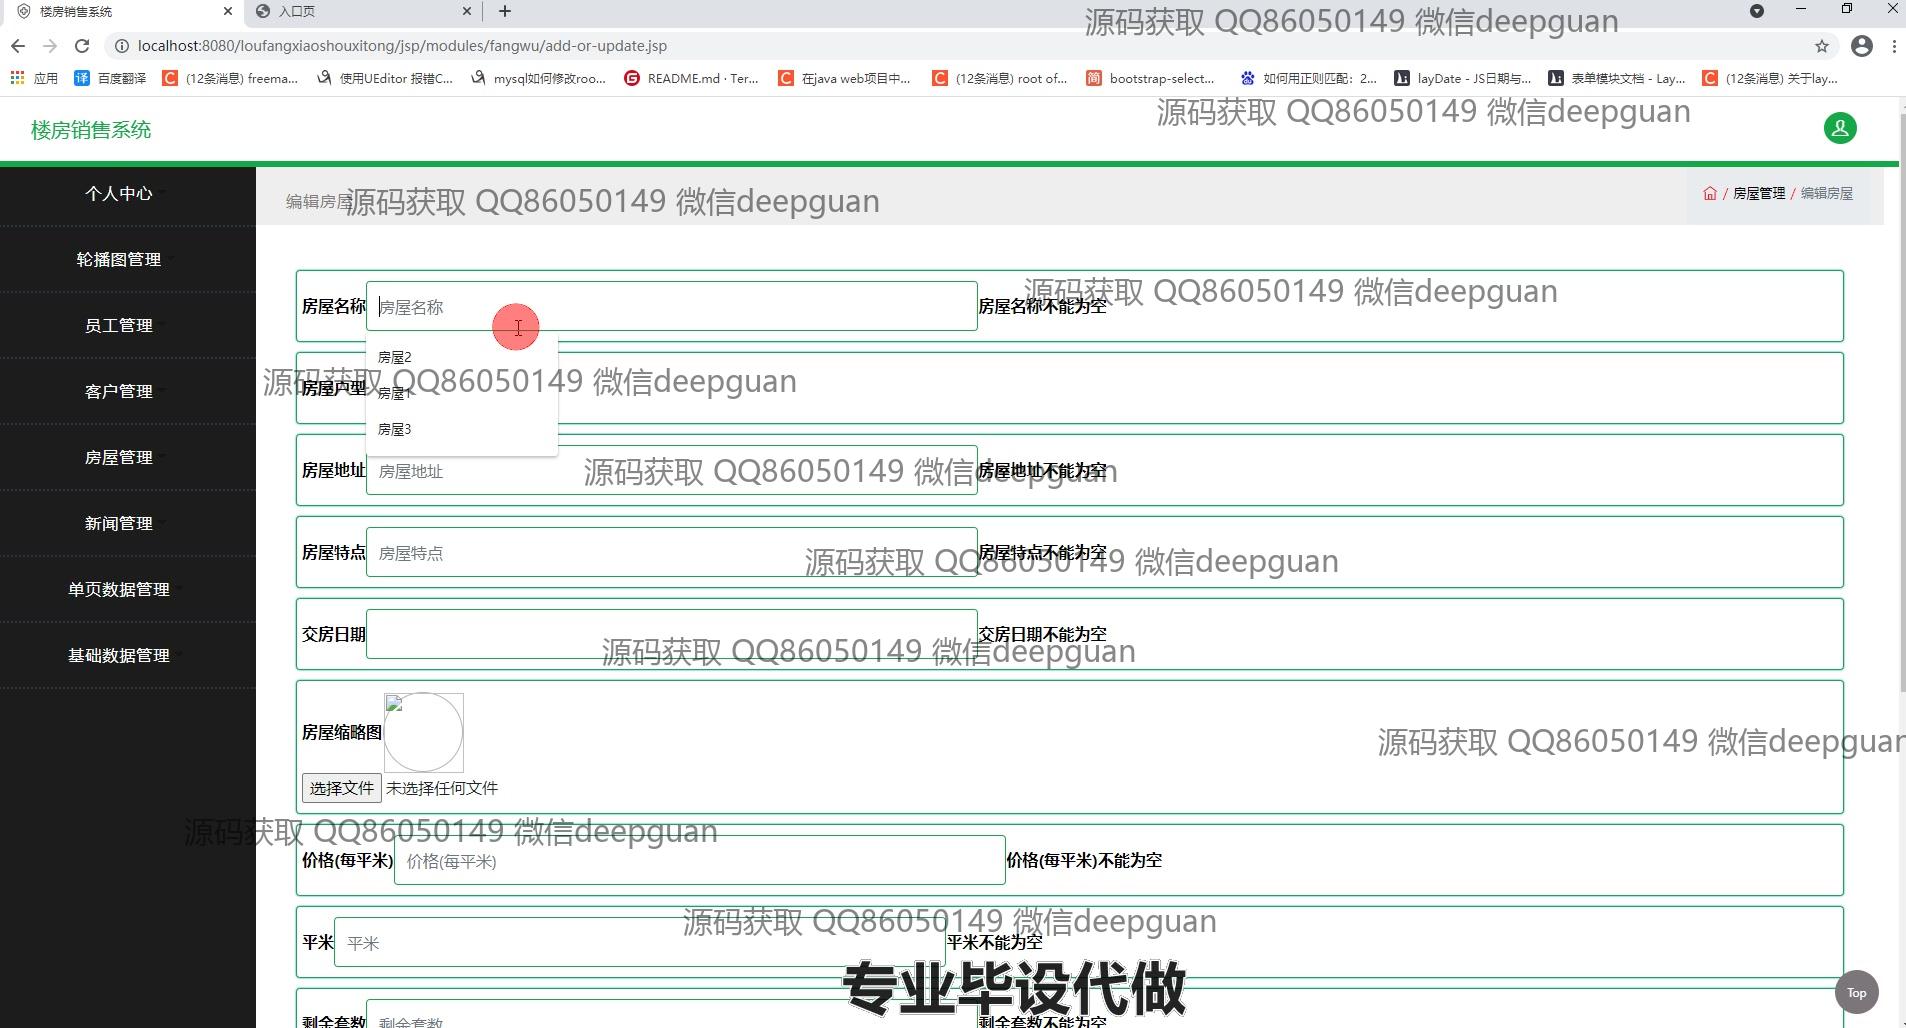 楼房销售系统
入口页
源码获取 QQ86050149 微信deepguan
localhost:8080/loufangxiaoshouxitong/jsp/modules/fangwu/add-or-update.jsp
应用 百度翻译 (12条消息) freema... 使用UEditor 报错C... mysql如何修改roo... README.md · Ter... 在java web项目中... (12条消息) root of... bootstrap-select... 如何用正则匹配：2... layDate - JS日期与... 表单模块文档 - Lay... (12条消息) 关于lay...
源码获取 QQ86050149 微信deepguan
楼房销售系统
个人中心
轮播图管理
员工管理
客户管理
房屋管理
新闻管理
单页数据管理
基础数据管理
编辑房屋
源码获取 QQ86050149 微信deepguan
/ 房屋管理 / 编辑房屋
源码获取 QQ86050149 微信deepguan
房屋名称 房屋名称 房屋名称不能为空
房屋2
房屋1
房屋3
源码获取 QQ86050149 微信deepguan
房屋户型
房屋地址 房屋地址 房屋地址不能为空
源码获取 QQ86050149 微信deepguan
房屋特点 房屋特点 房屋特点不能为空
源码获取 QQ86050149 微信deepguan
交房日期 交房日期不能为空
源码获取 QQ86050149 微信deepguan
房屋缩略图
源码获取 QQ86050149 微信deepguan
选择文件 未选择任何文件
源码获取 QQ86050149 微信deepguan
价格(每平米) 价格(每平米) 价格(每平米)不能为空
源码获取 QQ86050149 微信deepguan
平米 平米 平米不能为空
专业毕设代做
Top
剩余套数 剩余套数 剩余套数不能为空